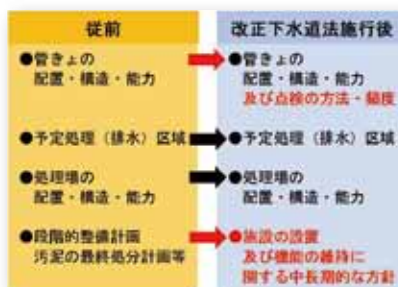 従前
●管きょの
配置・構造・能力
●予定処理（排水）区域
●処理場の
配置・構造・能力
●段階的整備計画
汚泥の最終処分計画等
改正下水道法施行後
●管きょの
配置・構造・能力
及び点検の方法・頻度
●予定処理（排水）区域
●処理場の
配置・構造・能力
●施設の設置
及び機能の維持に
関する中長期的な方針